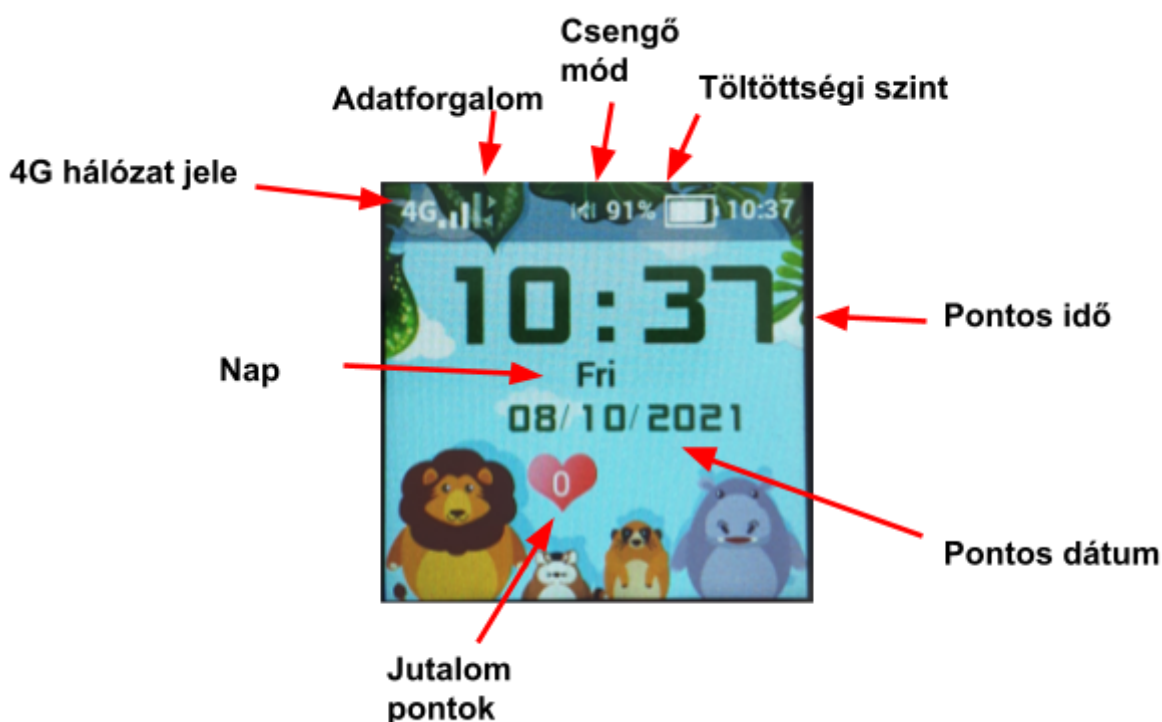 Csengő
mód
Adatforgalom
Töltöttségi szint
4G hálózat jele
4G 91% 10:37
10:37
Pontos idő
Nap
Fri
08/10/2021
0
Pontos dátum
Jutalom
pontok